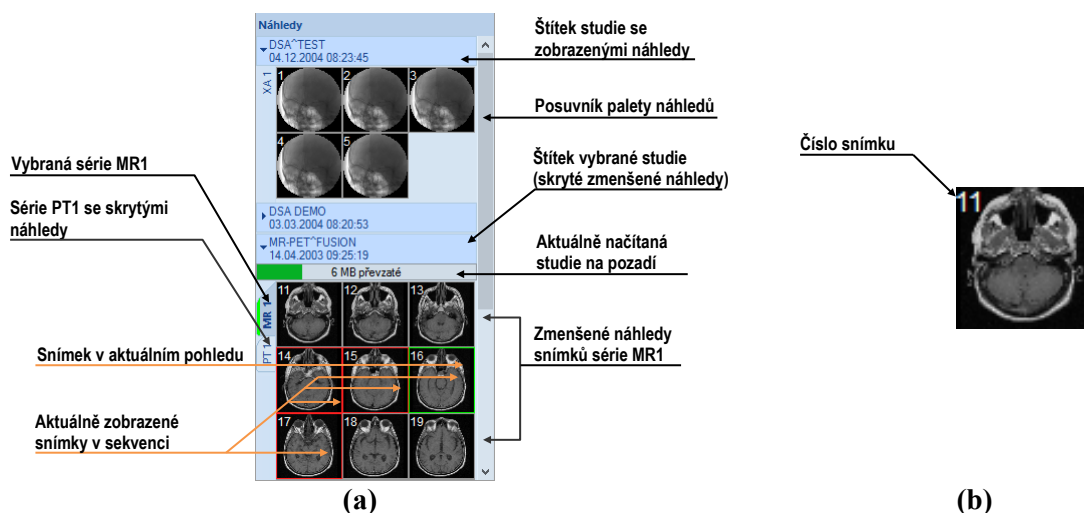 Náhledy
DSA^TEST
04.12.2004 08:23:45
XA 1
1
2
3
4
5
DSA DEMO
03.03.2004 08:20:53
MR-PET^FUSION
14.04.2003 09:25:19
6 MB převzaté
MR 1
PT 1
11
12
13
14
15
16
17
18
19
Vybraná série MR1
Série PT1 se skrytými
náhledy
Snímek v aktuálním pohledu
Aktuálně zobrazené
snímky v sekvenci
Štítek studie se
zobrazenými náhledy
Posuvník palety náhledů
Štítek vybrané studie
(skryté zmenšené náhledy)
Aktuálně načítaná
studie na pozadí
Zmenšené náhledy
snímků série MR1
(a)
Číslo snímku
11
(b)